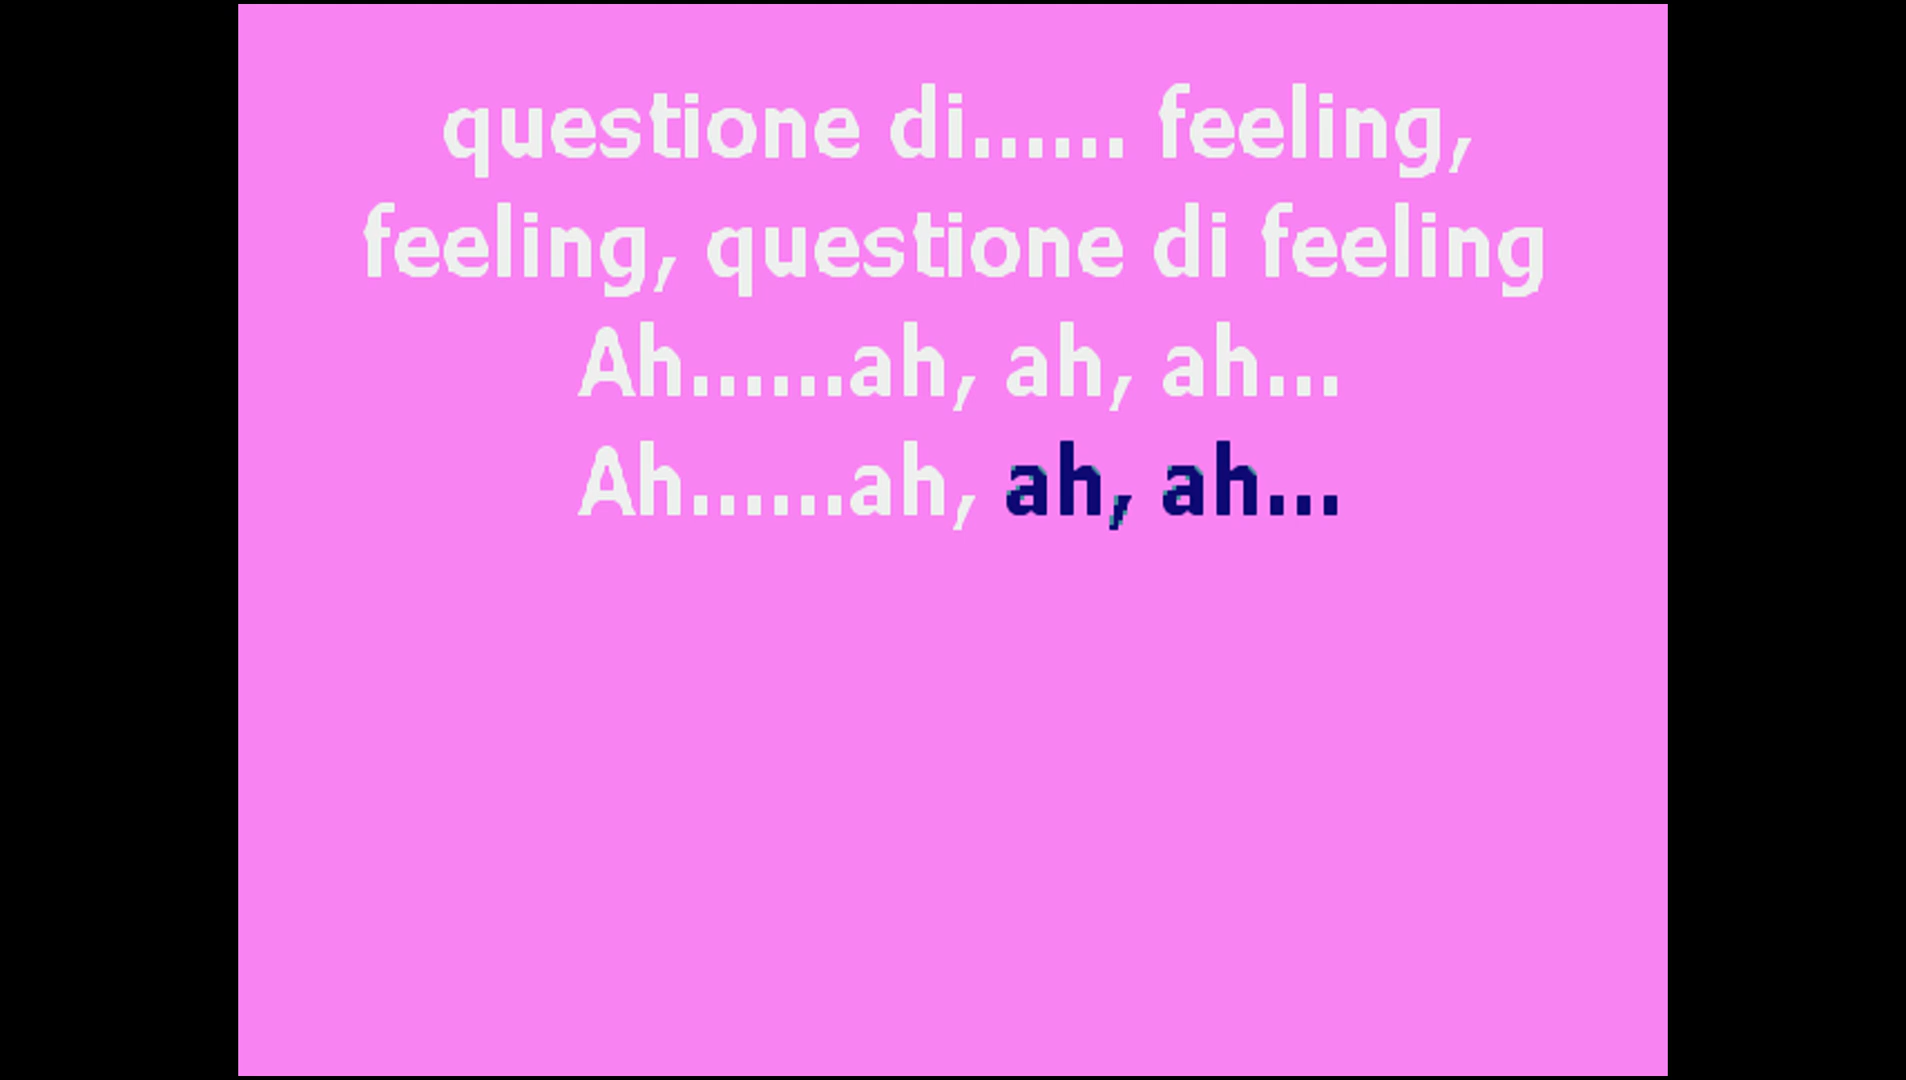 questione di...... feeling,
feeling, questione di feeling
Ah......ah, ah, ah...
Ah......ah, ah, ah...